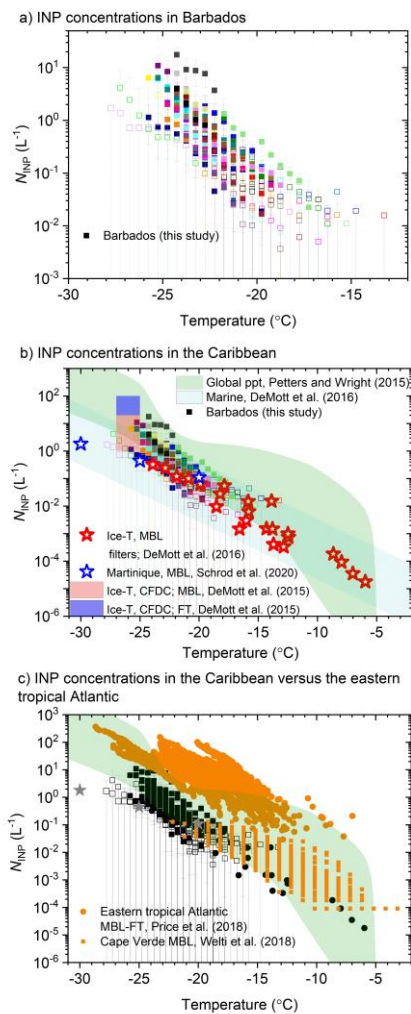 a) INP concentrations in Barbados
10¹
10⁰
10⁻¹
10⁻²
10⁻³
N_INP (L⁻¹)
Barbados (this study)
-30 -25 -20 -15
Temperature (°C)
b) INP concentrations in the Caribbean
10²
10⁰
10⁻²
10⁻⁴
10⁻⁶
N_INP (L⁻¹)
Global ppt, Petters and Wright (2015)
Marine, DeMott et al. (2016)
Barbados (this study)
Ice-T, MBL
filters; DeMott et al. (2016)
Martinique, MBL, Schrod et al. (2020)
Ice-T, CFDC; MBL, DeMott et al. (2015)
Ice-T, CFDC; FT, DeMott et al. (2015)
-30 -25 -20 -15 -10 -5
Temperature (°C)
c) INP concentrations in the Caribbean versus the eastern
tropical Atlantic
10³
10²
10¹
10⁰
10⁻¹
10⁻²
10⁻³
10⁻⁴
10⁻⁵
10⁻⁶
N_INP (L⁻¹)
Eastern tropical Atlantic
MBL-FT, Price et al. (2018)
Cape Verde MBL, Welti et al. (2018)
-30 -25 -20 -15 -10 -5
Temperature (°C)